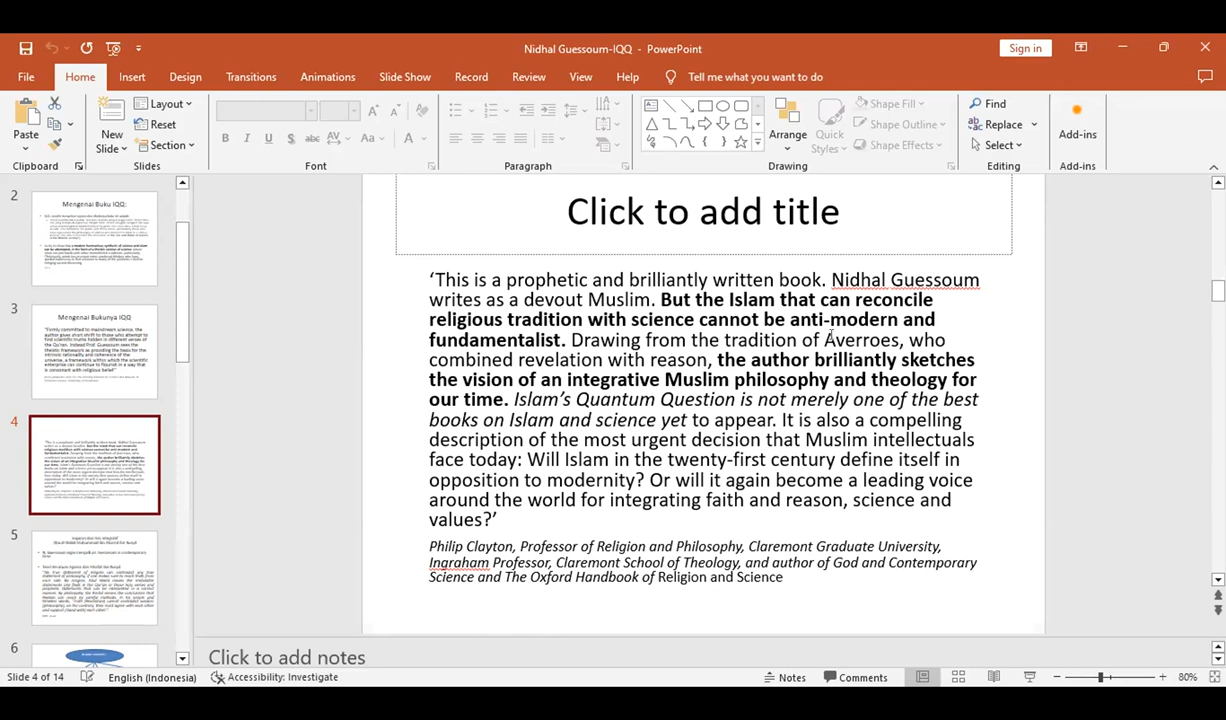 Nidhal Guessoum-IQQ - PowerPoint
Sign in
File Home Insert Design Transitions Animations Slide Show Record Review View Help Tell me what you want to do
Paste
Clipboard
New
Slide
Layout
Reset
Section
Slides
B I U S abc AV Aa A
Font
Paragraph
Arrange
Quick
Styles
Shape Fill
Shape Outline
Shape Effects
Drawing
Find
Replace
Select
Editing
Add-ins
Add-ins
2
Mengenai Buku IQQ:
3
Mengenai Bukunya IQQ
4
5
6
Click to add title
‘This is a prophetic and brilliantly written book. Nidhal Guessoum
writes as a devout Muslim. But the Islam that can reconcile
religious tradition with science cannot be anti-modern and
fundamentalist. Drawing from the tradition of Averroes, who
combined revelation with reason, the author brilliantly sketches
the vision of an integrative Muslim philosophy and theology for
our time. Islam’s Quantum Question is not merely one of the best
books on Islam and science yet to appear. It is also a compelling
description of the most urgent decision that Muslim intellectuals
face today: Will Islam in the twenty-first century define itself in
opposition to modernity? Or will it again become a leading voice
around the world for integrating faith and reason, science and
values?’
Philip Clayton, Professor of Religion and Philosophy, Claremont Graduate University,
Ingraham Professor, Claremont School of Theology, and author of God and Contemporary
Science and The Oxford Handbook of Religion and Science
Click to add notes
Slide 4 of 14 English (Indonesia) Accessibility: Investigate Notes Comments 80%